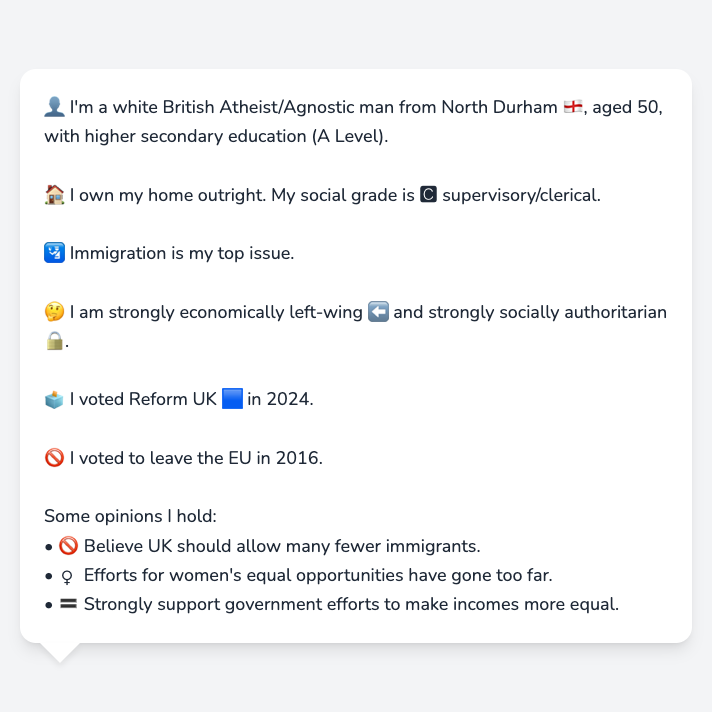 👤 I'm a white British Atheist/Agnostic man from North Durham 🏴󠁧󠁢󠁥󠁮󠁧󠁿, aged 50,
with higher secondary education (A Level).
🏠 I own my home outright. My social grade is 🅲 supervisory/clerical.
🛂 Immigration is my top issue.
🤔 I am strongly economically left-wing ⬅️ and strongly socially authoritarian
🔒.
🗳️ I voted Reform UK 🟦 in 2024.
🚫 I voted to leave the EU in 2016.
Some opinions I hold:
• 🚫 Believe UK should allow many fewer immigrants.
• ♀ Efforts for women's equal opportunities have gone too far.
• 🟰 Strongly support government efforts to make incomes more equal.